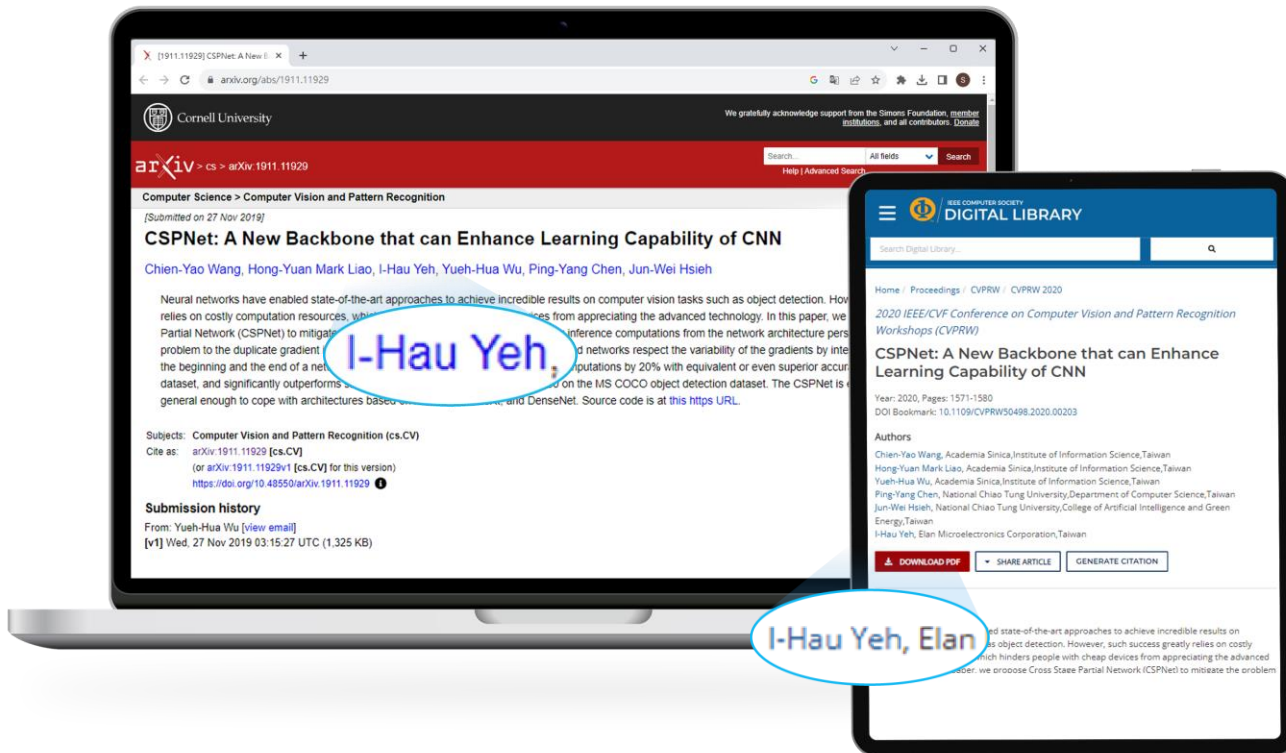 [1911.11929] CSPNet: A New B
arxiv.org/abs/1911.11929
G
S
Cornell University
We gratefully acknowledge support from the Simons Foundation, member
institutions, and all contributors. Donate
arXiv > cs > arXiv:1911.11929
Search...
All fields
Search
Help | Advanced Search
Computer Science > Computer Vision and Pattern Recognition
[Submitted on 27 Nov 2019]
CSPNet: A New Backbone that can Enhance Learning Capability of CNN
Chien-Yao Wang, Hong-Yuan Mark Liao, I-Hau Yeh, Yueh-Hua Wu, Ping-Yang Chen, Jun-Wei Hsieh
Neural networks have enabled state-of-the-art approaches to achieve incredible results on computer vision tasks such as object detection. How
relies on costly computation resources, from appreciating the advanced technology. In this paper, we
Partial Network (CSPNet) to mitigate inference computations from the network architecture pers
problem to the duplicate gradient networks respect the variability of the gradients by inte
the beginning and the end of a net by 20% with equivalent or even superior accur
dataset, and significantly outperforms on the MS COCO object detection dataset. The CSPNet is e
general enough to cope with architectures based and DenseNet. Source code is at this https URL.
I-Hau Yeh,
Subjects: Computer Vision and Pattern Recognition (cs.CV)
Cite as: arXiv:1911.11929 [cs.CV]
(or arXiv:1911.11929v1 [cs.CV] for this version)
https://doi.org/10.48550/arXiv.1911.11929
Submission history
From: Yueh-Hua Wu [view email]
[v1] Wed, 27 Nov 2019 03:15:27 UTC (1,325 KB)
IEEE COMPUTER SOCIETY
DIGITAL LIBRARY
Search Digital Library...
Home / Proceedings / CVPRW / CVPRW 2020
2020 IEEE/CVF Conference on Computer Vision and Pattern Recognition
Workshops (CVPRW)
CSPNet: A New Backbone that can Enhance
Learning Capability of CNN
Year: 2020, Pages: 1571-1580
DOI Bookmark: 10.1109/CVPRW50498.2020.00203
Authors
Chien-Yao Wang, Academia Sinica,Institute of Information Science,Taiwan
Hong-Yuan Mark Liao, Academia Sinica,Institute of Information Science,Taiwan
Yueh-Hua Wu, Academia Sinica,Institute of Information Science,Taiwan
Ping-Yang Chen, National Chiao Tung University,Department of Computer Science,Taiwan
Jun-Wei Hsieh, National Chiao Tung University,College of Artificial Intelligence and Green
Energy,Taiwan
I-Hau Yeh, Elan Microelectronics Corporation,Taiwan
DOWNLOAD PDF
SHARE ARTICLE
GENERATE CITATION
I-Hau Yeh, Elan
state-of-the-art approaches to achieve incredible results on
as object detection. However, such success greatly relies on costly
which hinders people with cheap devices from appreciating the advanced
paper, we propose Cross Stage Partial Network (CSPNet) to mitigate the problem